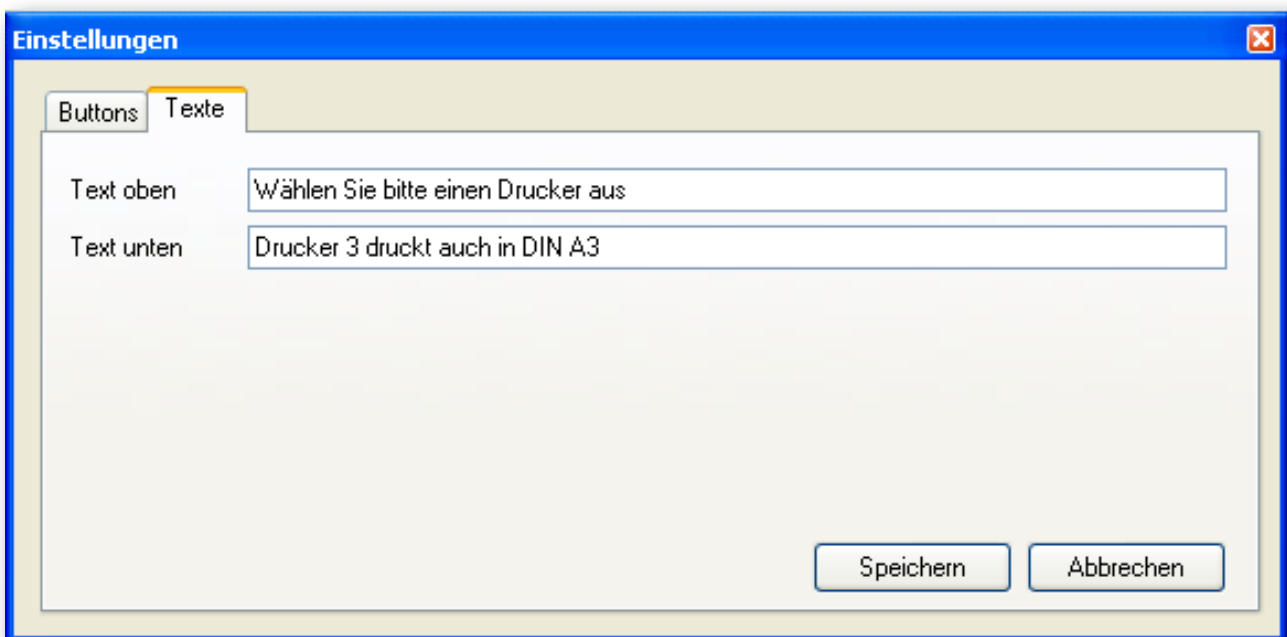 Einstellungen
Buttons Texte
Text oben Wählen Sie bitte einen Drucker aus
Text unten Drucker 3 druckt auch in DIN A3
Speichern Abbrechen